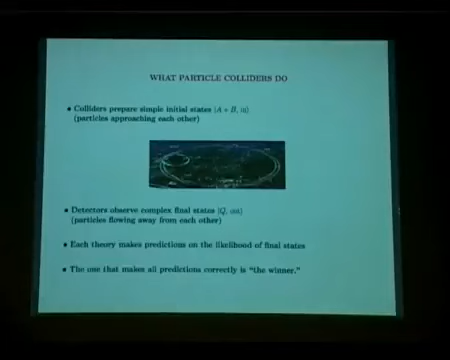 WHAT PARTICLE COLLIDERS DO
• Colliders prepare simple initial states |A + B, in⟩
(particles approaching each other)
• Detectors observe complex final states |Q, out⟩
(particles flowing away from each other)
• Each theory makes predictions on the likelihood of final states
• The one that makes all predictions correctly is "the winner."